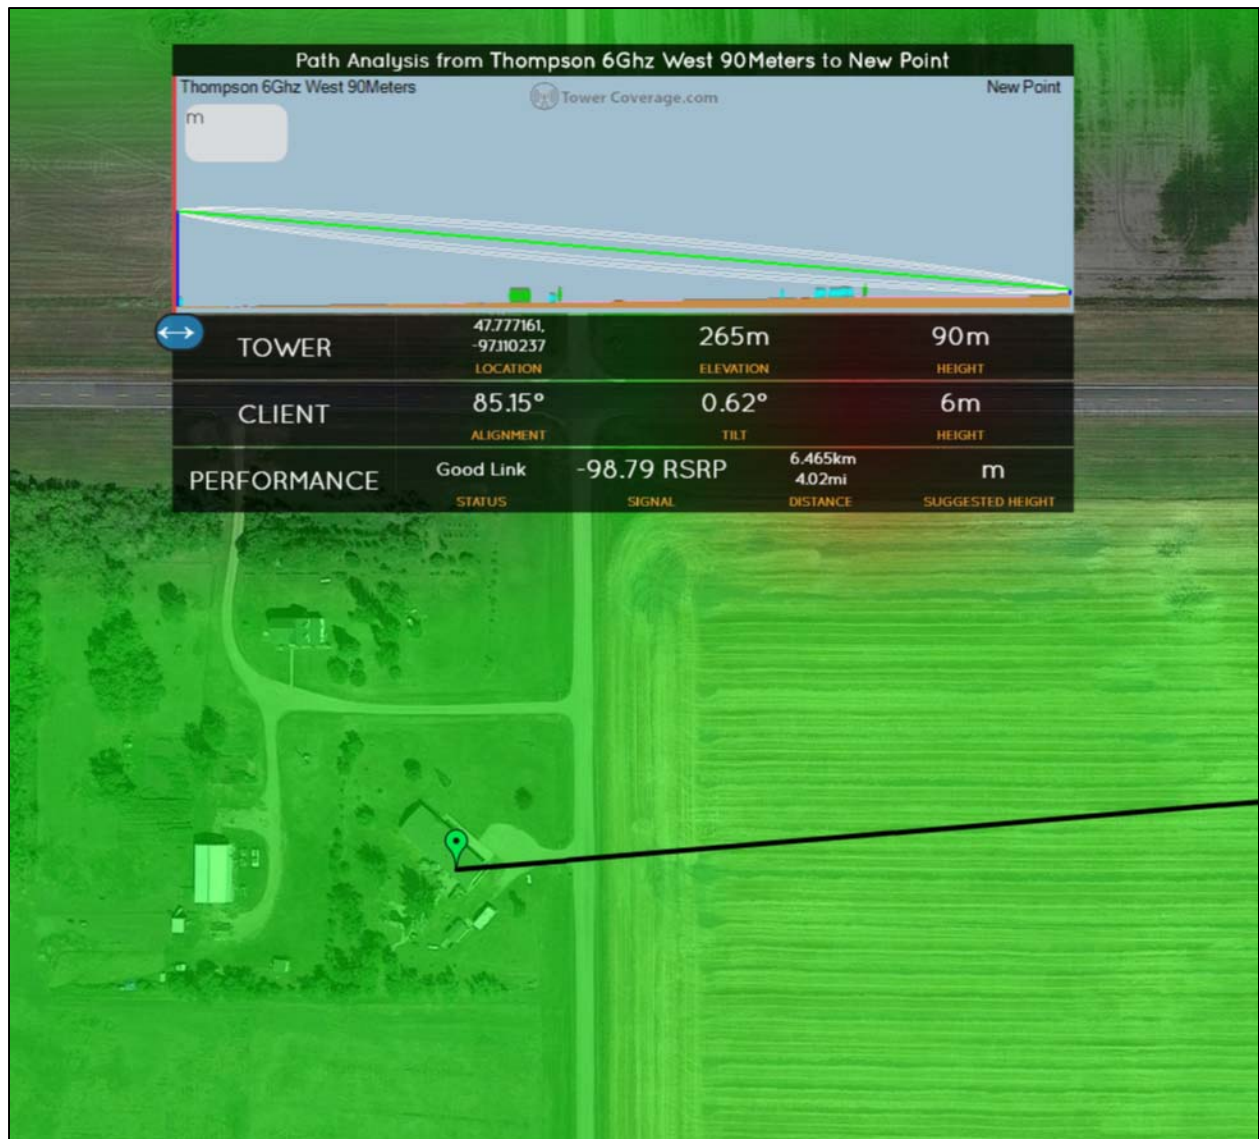 Path Analysis from Thompson 6Ghz West 90Meters to New Point
Thompson 6Ghz West 90Meters
Tower Coverage.com
New Point
m
TOWER
47.777161,
-97.110237
LOCATION
265m
ELEVATION
90m
HEIGHT
CLIENT
85.15°
ALIGNMENT
0.62°
TILT
6m
HEIGHT
PERFORMANCE
Good Link
STATUS
-98.79 RSRP
SIGNAL
6.465km
4.02mi
DISTANCE
m
SUGGESTED HEIGHT